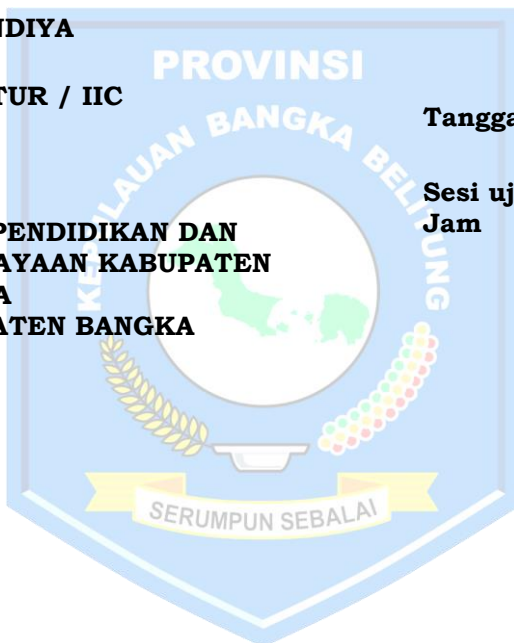 NDIYA
TUR / IIC
Tangga
Sesi uj
Jam
PENDIDIKAN DAN
AYAAN KABUPATEN
A
ATEN BANGKA
PROVINSI
KEPULAUAN BANGKA BELITUNG
SERUMPUN SEBALAI